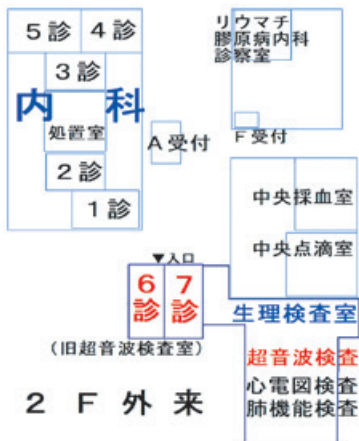 5診 4診
3診
内 科
処置室
2診
1診
A受付
リウマチ
膠原病内科
診察室
F受付
中央採血室
中央点滴室
▼入口
6診 7診
(旧超音波検査室)
生理検査室
超音波検査
心電図検査
肺機能検査
2F外来